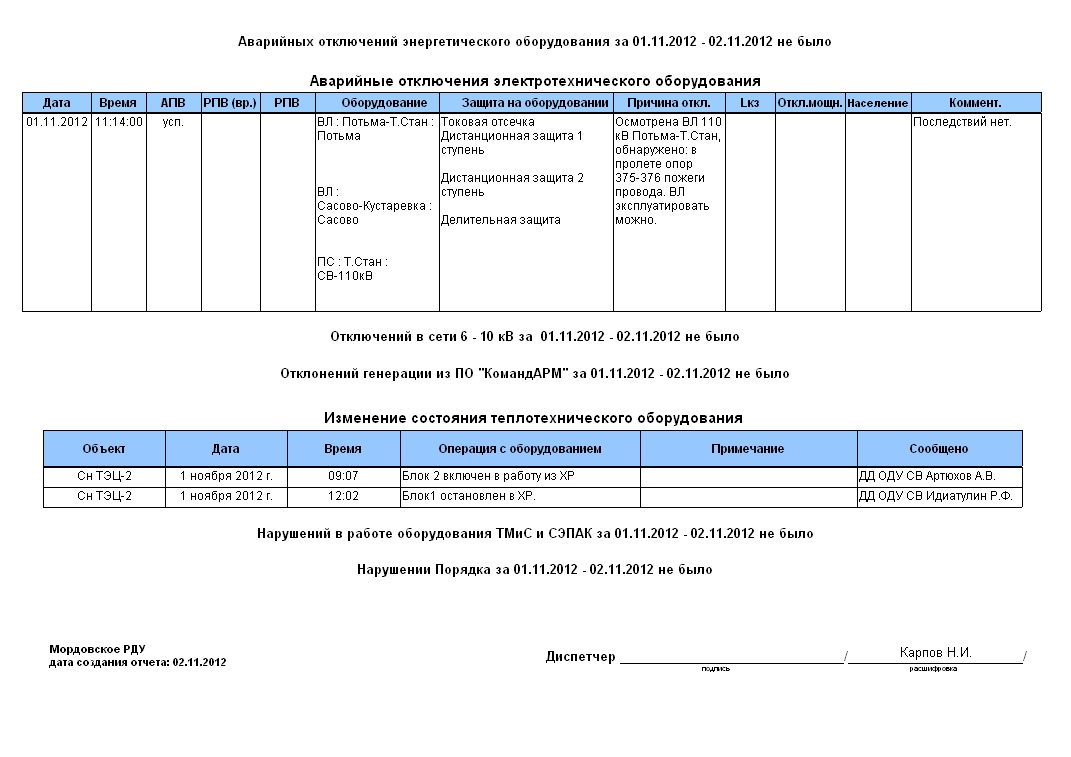 Аварийных отключений энергетического оборудования за 01.11.2012 - 02.11.2012 не было
Аварийные отключения электротехнического оборудования
Дата Время АПВ РПВ (вр.) РПВ Оборудование Защита на оборудовании Причина откл. Lкз Откл.мощн. Население Коммент.
01.11.2012 11:14:00 усп.
ВЛ : Потьма-Т.Стан :
Потьма
ВЛ :
Сасово-Кустаревка :
Сасово
ПС : Т.Стан :
СВ-110кВ
Токовая отсечка
Дистанционная защита 1
ступень
Дистанционная защита 2
ступень
Делительная защита
Осмотрена ВЛ 110
кВ Потьма-Т.Стан,
обнаружено: в
пролете опор
375-376 пожеги
провода. ВЛ
эксплуатировать
можно.
Последствий нет.
Отключений в сети 6 - 10 кВ за 01.11.2012 - 02.11.2012 не было
Отклонений генерации из ПО "КомандАРМ" за 01.11.2012 - 02.11.2012 не было
Изменение состояния теплотехнического оборудования
Объект Дата Время Операция с оборудованием Примечание Сообщено
Сн ТЭЦ-2 1 ноября 2012 г. 09:07 Блок 2 включен в работу из ХР ДД ОДУ СВ Артюхов А.В.
Сн ТЭЦ-2 1 ноября 2012 г. 12:02 Блок1 остановлен в ХР. ДД ОДУ СВ Идиатулин Р.Ф.
Нарушений в работе оборудования ТМиС и СЭПАК за 01.11.2012 - 02.11.2012 не было
Нарушении Порядка за 01.11.2012 - 02.11.2012 не было
Мордовское РДУ
дата создания отчета: 02.11.2012
Диспетчер / Карпов Н.И. /
подпись расшифровка